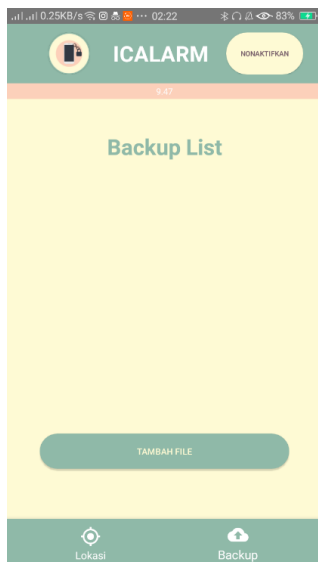 0.25KB/s ... 02:22 83%
ICALARM
NONAKTIFKAN
9.47
Backup List
TAMBAH FILE
Lokasi
Backup